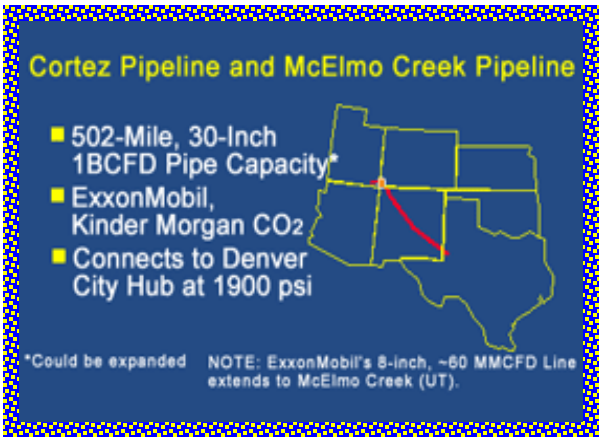 Cortez Pipeline and McElmo Creek Pipeline
502-Mile, 30-Inch
1BCFD Pipe Capacity*
ExxonMobil,
Kinder Morgan CO2
Connects to Denver
City Hub at 1900 psi
*Could be expanded
NOTE: ExxonMobil's 8-inch, ~60 MMCFD Line
extends to McElmo Creek (UT).